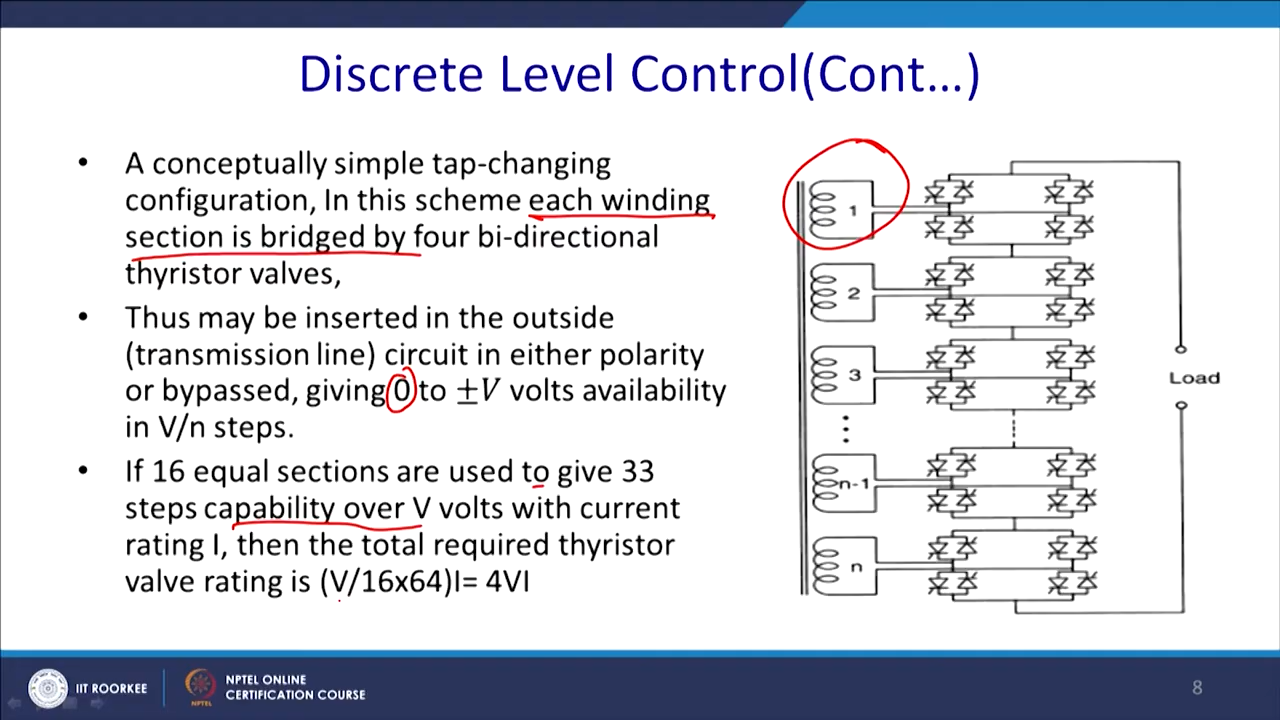 Discrete Level Control(Cont...)
• A conceptually simple tap-changing
configuration, In this scheme each winding
section is bridged by four bi-directional
thyristor valves,
• Thus may be inserted in the outside
(transmission line) circuit in either polarity
or bypassed, giving 0 to ±V volts availability
in V/n steps.
• If 16 equal sections are used to give 33
steps capability over V volts with current
rating I, then the total required thyristor
valve rating is (V/16x64)I= 4VI
1
2
3
n-1
n
Load
IIT ROORKEE
NPTEL
NPTEL ONLINE
CERTIFICATION COURSE
8